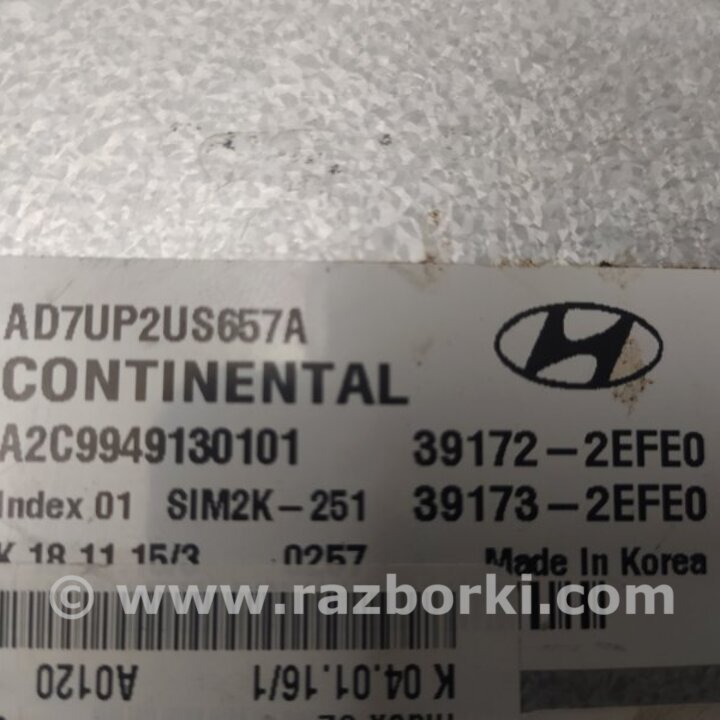 AD7UP2US657A
CONTINENTAL
A2C9949130101 39172-2EFE0
Index 01 SIM2K-251 39173-2EFE0
K 18.11.15/3 0257 Made In Korea
© www.razborki.com
K 04.01.16/1 A0120